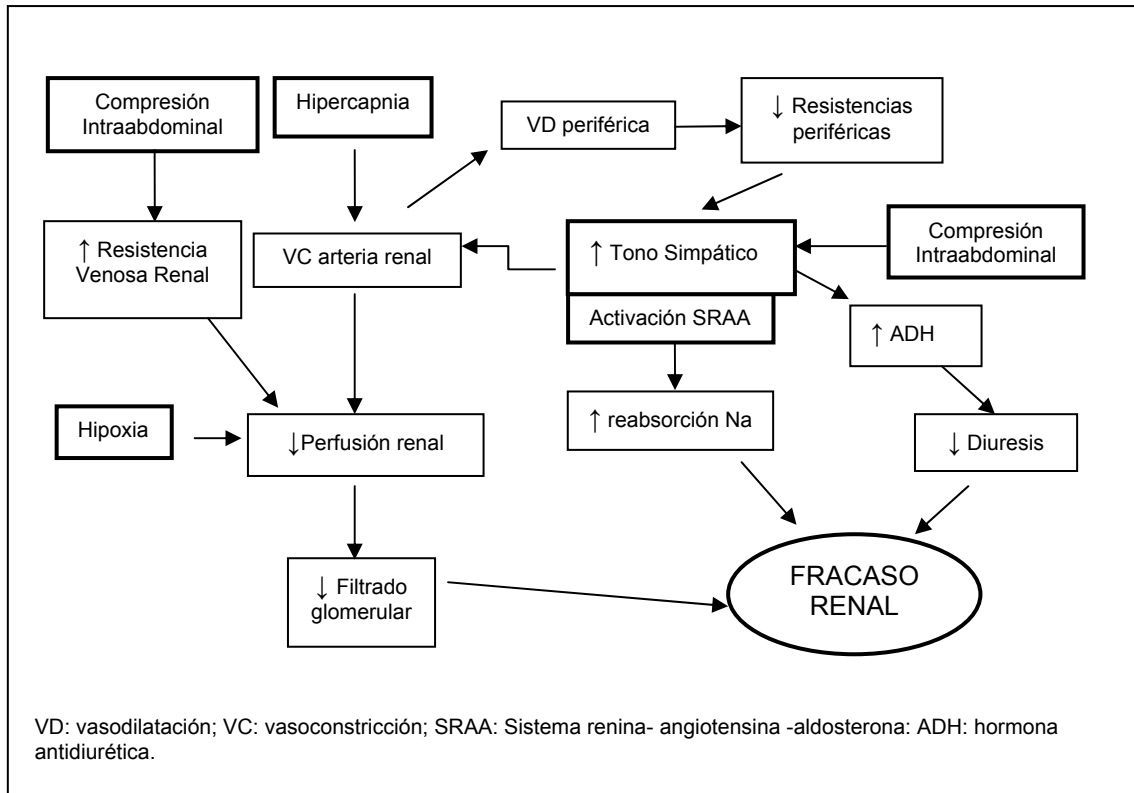 Compresión
Intraabdominal
Hipercapnia
VD periférica
↓ Resistencias
periféricas
↑ Resistencia
Venosa Renal
VC arteria renal
↑ Tono Simpático
Compresión
Intraabdominal
Activación SRAA
↑ ADH
Hipoxia
↓Perfusión renal
↑ reabsorción Na
↓ Diuresis
↓ Filtrado
glomerular
FRACASO
RENAL
VD: vasodilatación; VC: vasoconstricción; SRAA: Sistema renina- angiotensina -aldosterona: ADH: hormona
antidiurética.